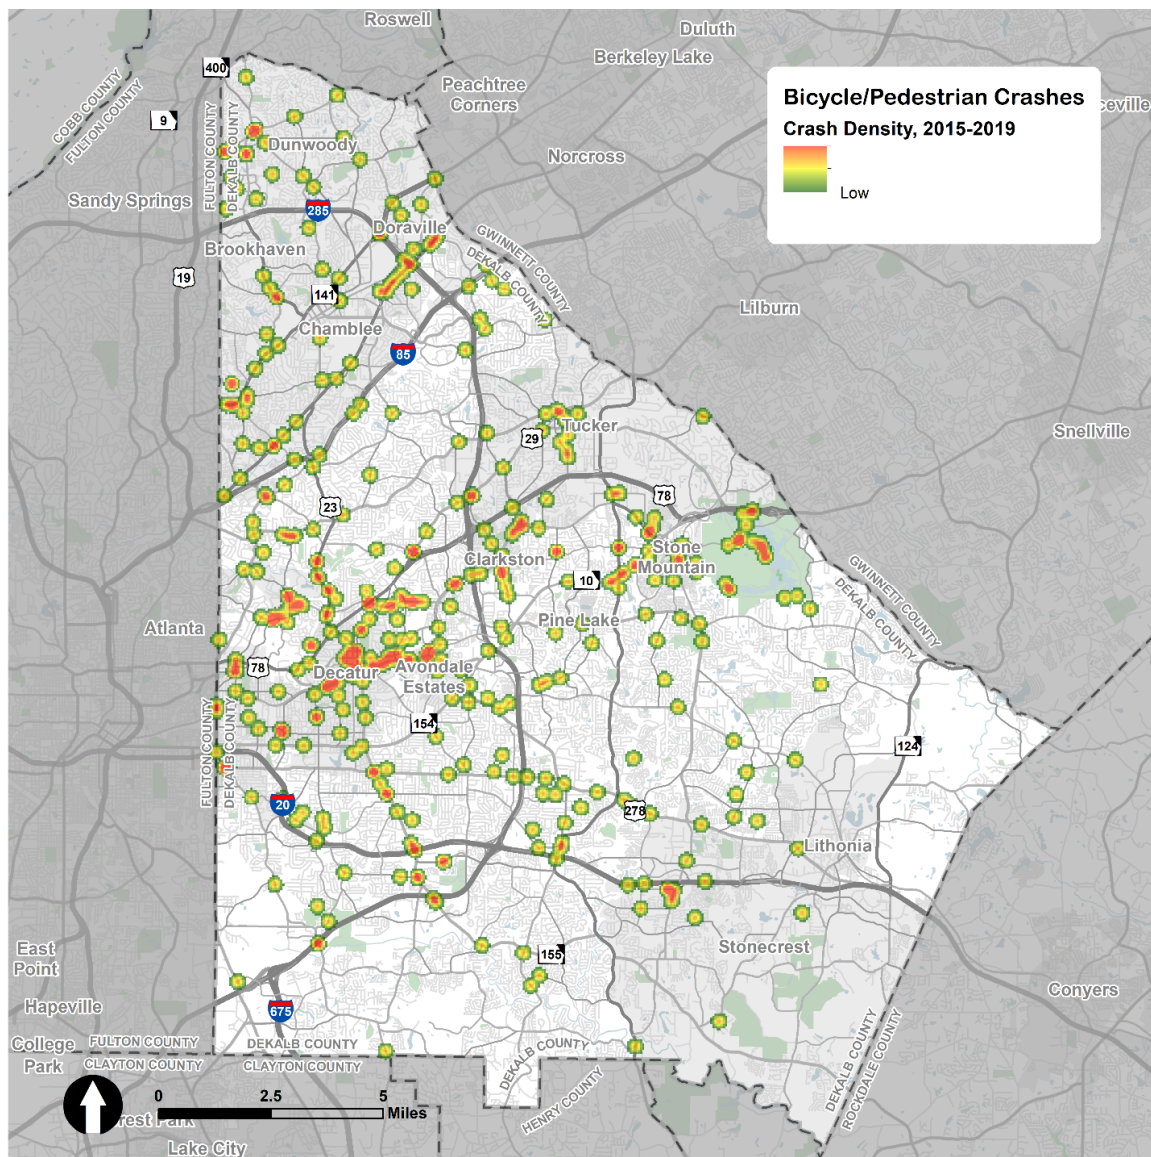 Roswell
Duluth
Berkeley Lake
400
Peachtree
Corners
Bicycle/Pedestrian Crashes
Crash Density, 2015-2019
Low
ceville
COBB COUNTY
FULTON COUNTY
9
FULTON COUNTY
DEKALB COUNTY
Dunwoody
Norcross
Sandy Springs
285
Doraville
GWINNETT COUNTY
DEKALB COUNTY
Brookhaven
19
141
Lilburn
Chamblee
85
Tucker
29
Snellville
78
23
Clarkston
Stone
Mountain
10
GWINNETT COUNTY
DEKALB COUNTY
Pine Lake
Atlanta
78
Decatur
Avondale
Estates
FULTON COUNTY
DEKALB COUNTY
154
124
20
278
Lithonia
East
Point
155
Stonecrest
Conyers
Hapeville
675
College
Park
FULTON COUNTY
CLAYTON COUNTY
DEKALB COUNTY
CLAYTON COUNTY
DEKALB COUNTY
HENRY COUNTY
DEKALB COUNTY
ROCKDALE COUNTY
0
2.5
5
Miles
rest Park
Lake City